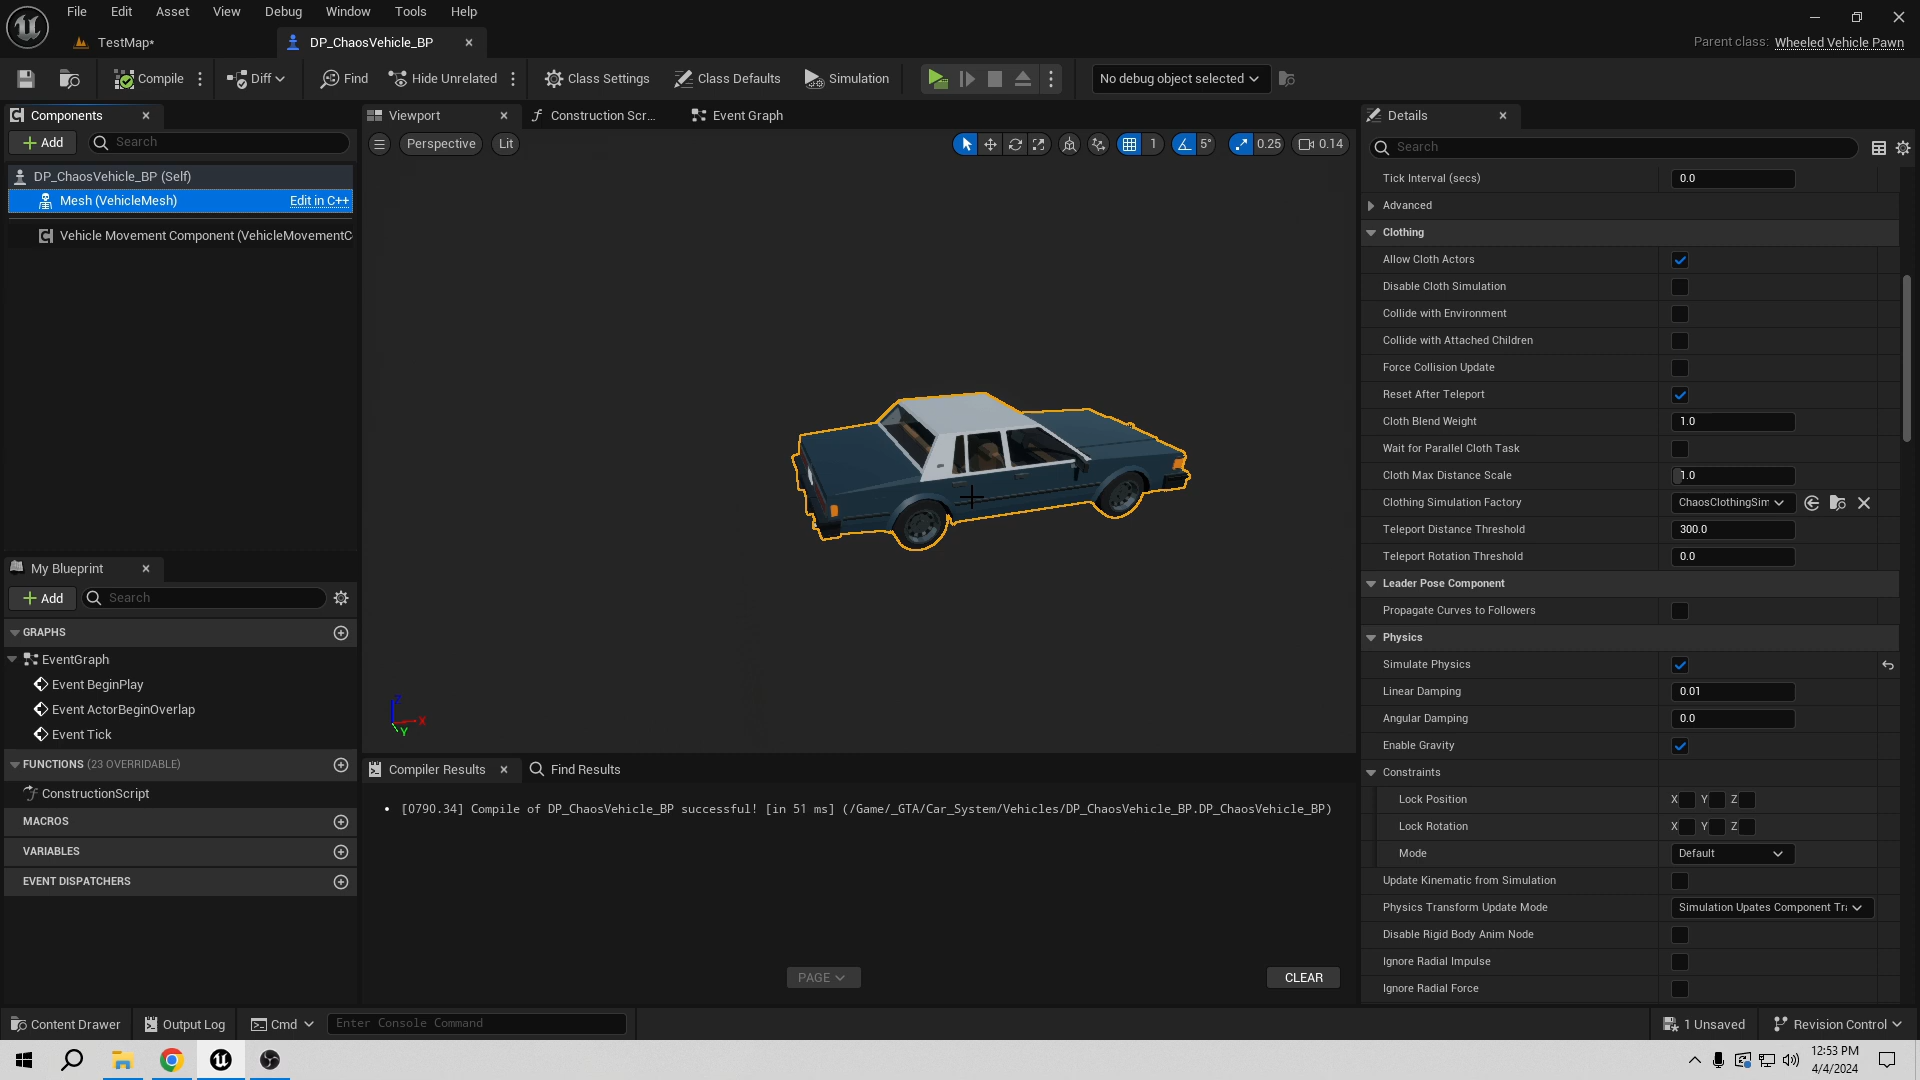 File Edit Asset View Debug Window Tools Help
TestMap*
DP_ChaosVehicle_BP
Parent class: Wheeled Vehicle Pawn
Compile
Diff
Find
Hide Unrelated
Class Settings
Class Defaults
Simulation
No debug object selected
Components
Add
Search
DP_ChaosVehicle_BP (Self)
Mesh (VehicleMesh) Edit in C++
Vehicle Movement Component (VehicleMovementC
My Blueprint
Add
Search
GRAPHS
EventGraph
Event BeginPlay
Event ActorBeginOverlap
Event Tick
FUNCTIONS (23 OVERRIDABLE)
ConstructionScript
MACROS
VARIABLES
EVENT DISPATCHERS
Viewport
Construction Scr...
Event Graph
Perspective
Lit
1
5°
0.25
0.14
Z
X
Y
Compiler Results
Find Results
[0790.34] Compile of DP_ChaosVehicle_BP successful! [in 51 ms] (/Game/_GTA/Car_System/Vehicles/DP_ChaosVehicle_BP.DP_ChaosVehicle_BP)
PAGE
CLEAR
Details
Search
Tick Interval (secs) 0.0
Advanced
Clothing
Allow Cloth Actors
Disable Cloth Simulation
Collide with Environment
Collide with Attached Children
Force Collision Update
Reset After Teleport
Cloth Blend Weight 1.0
Wait for Parallel Cloth Task
Cloth Max Distance Scale 1.0
Clothing Simulation Factory ChaosClothingSim
Teleport Distance Threshold 300.0
Teleport Rotation Threshold 0.0
Leader Pose Component
Propagate Curves to Followers
Physics
Simulate Physics
Linear Damping 0.01
Angular Damping 0.0
Enable Gravity
Constraints
Lock Position X Y Z
Lock Rotation X Y Z
Mode Default
Update Kinematic from Simulation
Physics Transform Update Mode Simulation Upates Component Tra
Disable Rigid Body Anim Node
Ignore Radial Impulse
Ignore Radial Force
Content Drawer
Output Log
Cmd
Enter Console Command
1 Unsaved
Revision Control
12:53 PM
4/4/2024